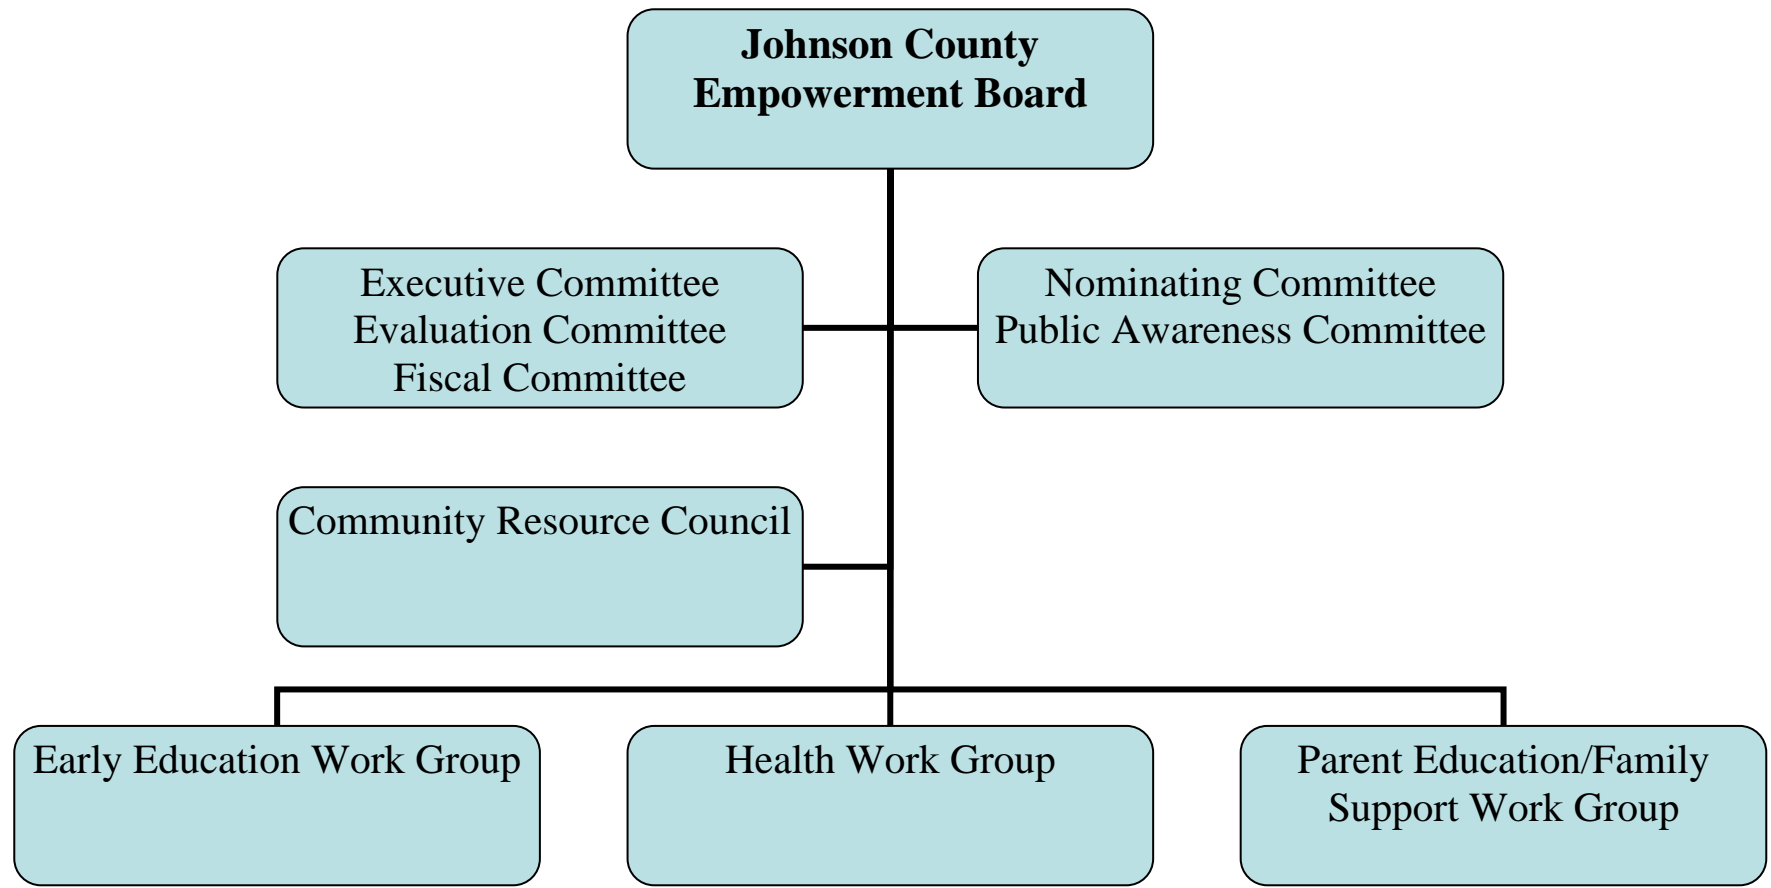 Johnson County
Empowerment Board
Executive Committee
Evaluation Committee
Fiscal Committee
Nominating Committee
Public Awareness Committee
Community Resource Council
Early Education Work Group
Health Work Group
Parent Education/Family
Support Work Group